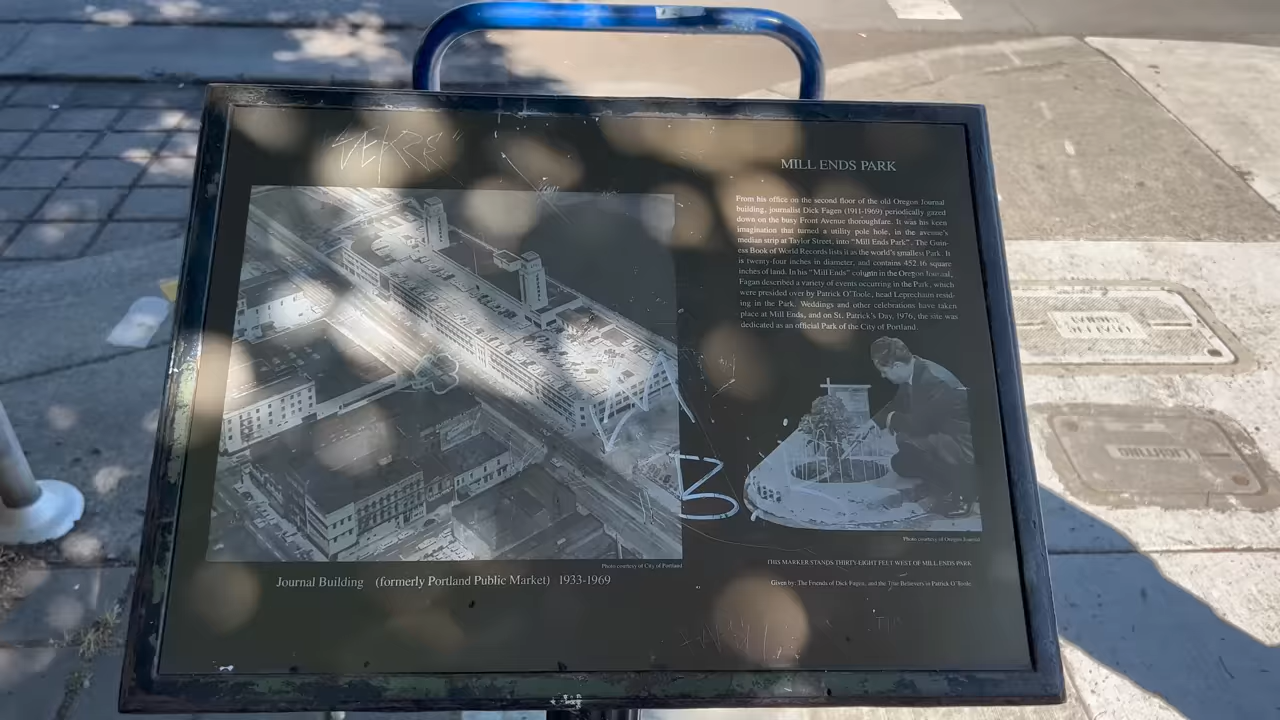 MILL ENDS PARK
From his office on the second floor of the old Oregon Journal
building, journalist Dick Fagen (1911-1969) periodically gazed
down on the busy Front Avenue thoroughfare. It was his keen
imagination that turned a utility pole hole, in the avenue's
median strip at Taylor Street, into "Mill Ends Park". The Guin-
ess Book of World Records lists it as the world's smallest Park. It
is twenty-four inches in diameter, and contains 452.16 square
inches of land. In his "Mill Ends" column in the Oregon Journal,
Fagan described a variety of events occurring in the Park, which
were presided over by Patrick O'Toole, head Leprechaun resid-
ing in the Park. Weddings and other celebrations have taken
place at Mill Ends, and on St. Patrick's Day, 1976, the site was
dedicated as an official Park of the City of Portland.
Photo courtesy of Oregon Journal
Photo courtesy of City of Portland
Journal Building (formerly Portland Public Market) 1933-1969
THIS MARKER STANDS THIRTY-EIGHT FEET WEST OF MILL ENDS PARK
Given by: The Friends of Dick Fagen, and the True Believers in Patrick O'Toole.
B